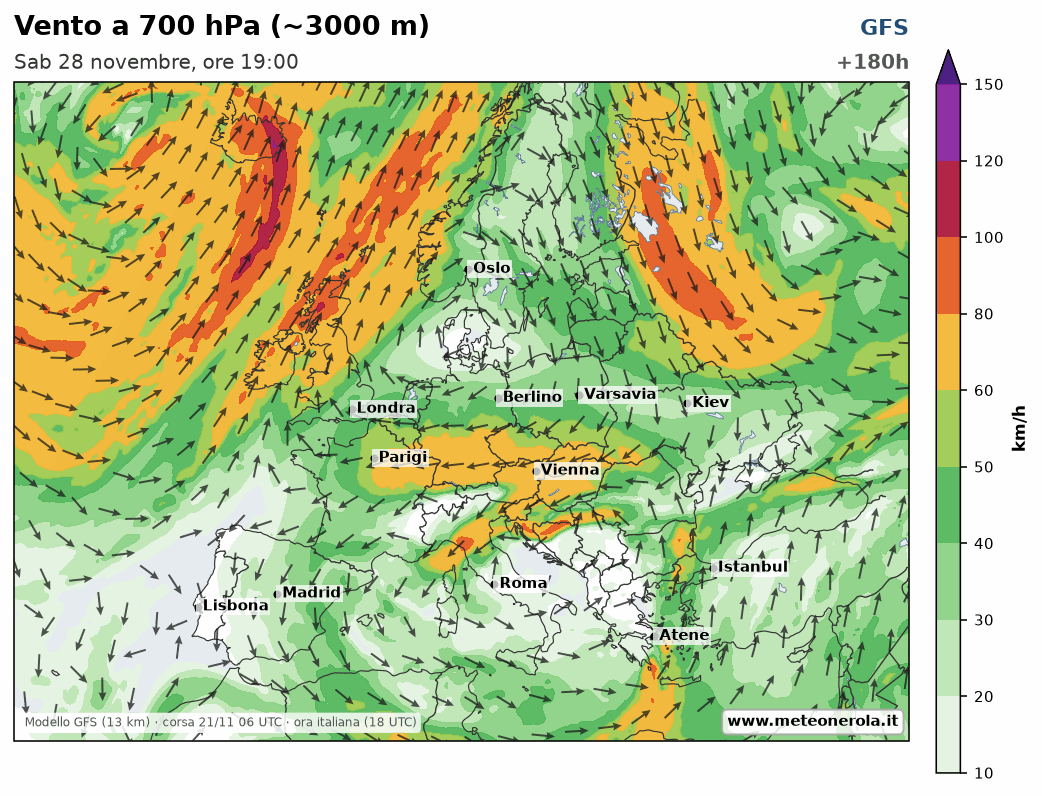 Vento a 700 hPa (~3000 m)
GFS
Sab 28 novembre, ore 19:00
+180h
150
120
100
80
60
50
40
30
20
10
km/h
Oslo
Londra
Berlino
Varsavia
Kiev
Parigi
Vienna
Istanbul
Roma
Madrid
Lisbona
Atene
Modello GFS (13 km) · corsa 21/11 06 UTC · ora italiana (18 UTC)
www.meteonerola.it